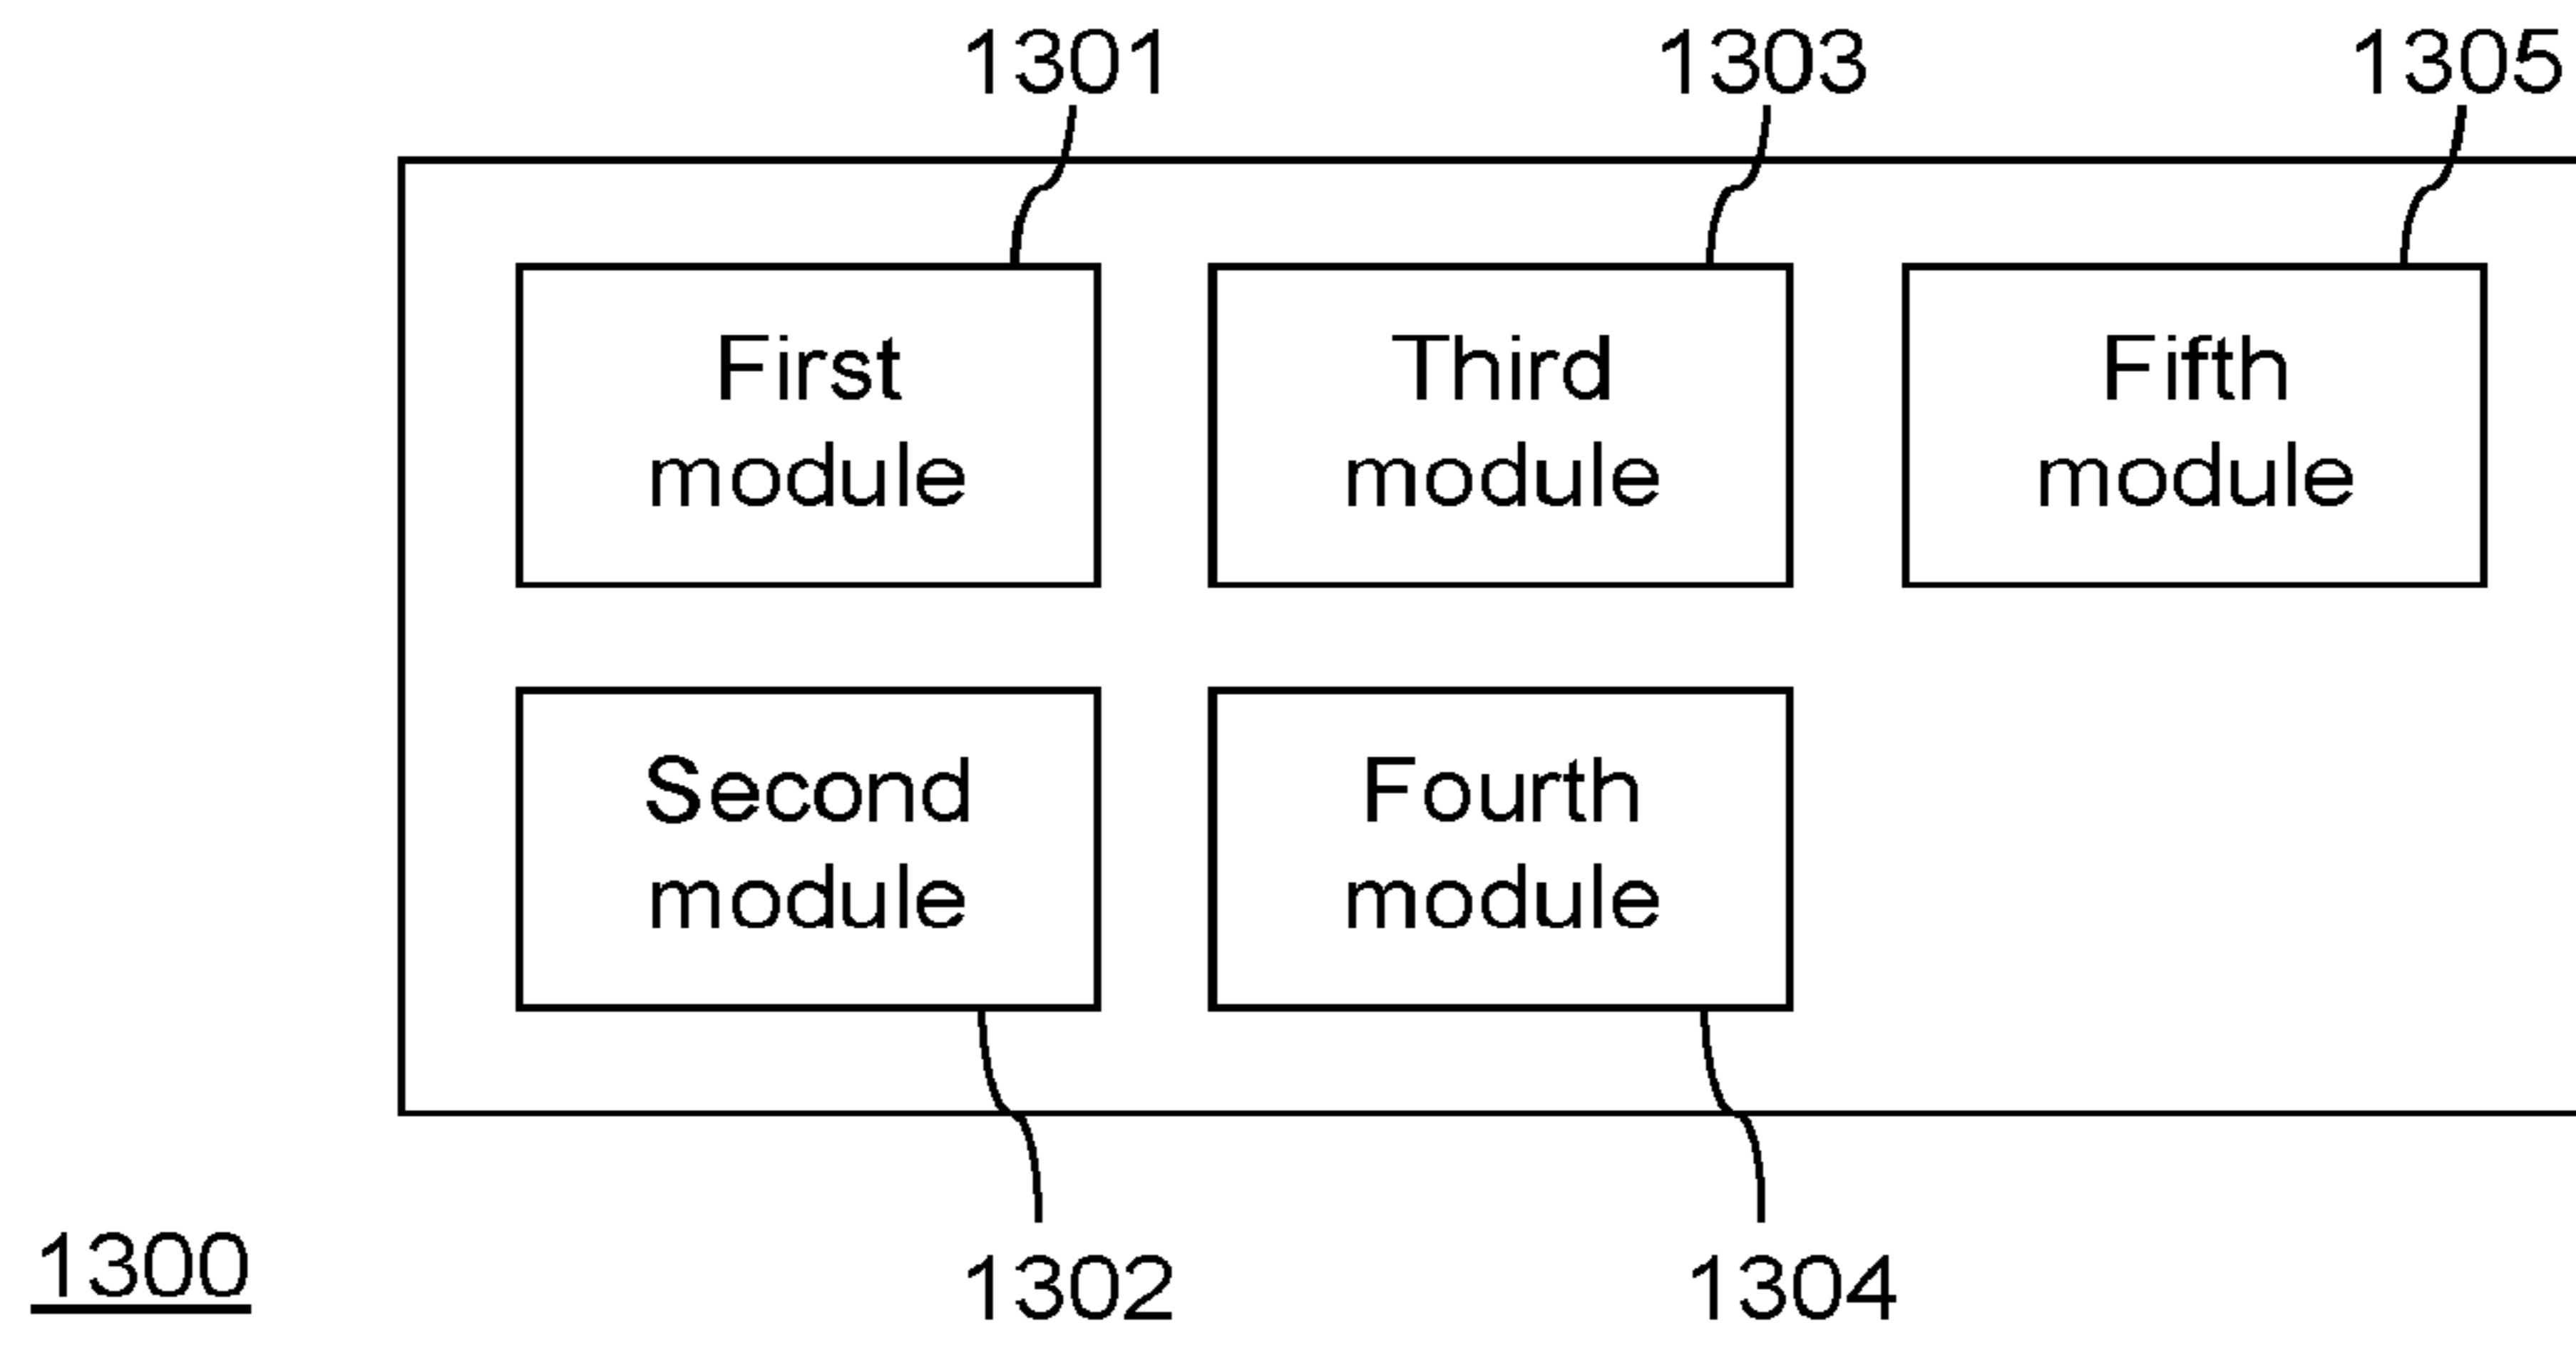 1301 1303 1305
First module
Third module
Fifth module
Second module
Fourth module
1300
1302 1304